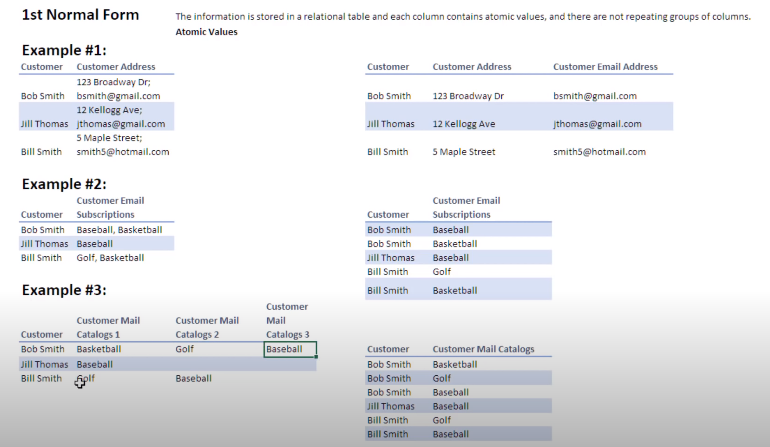 1st Normal Form
The information is stored in a relational table and each column contains atomic values, and there are not repeating groups of columns.
Atomic Values
Example #1:
Customer Customer Address
123 Broadway Dr;
Bob Smith bsmith@gmail.com
12 Kellogg Ave;
Jill Thomas jthomas@gmail.com
5 Maple Street;
Bill Smith smith5@hotmail.com
Customer Customer Address Customer Email Address
Bob Smith 123 Broadway Dr bsmith@gmail.com
Jill Thomas 12 Kellogg Ave jthomas@gmail.com
Bill Smith 5 Maple Street smith5@hotmail.com
Example #2:
Customer Email
Customer Subscriptions
Bob Smith Baseball, Basketball
Jill Thomas Baseball
Bill Smith Golf, Basketball
Customer Email
Customer Subscriptions
Bob Smith Baseball
Bob Smith Basketball
Jill Thomas Baseball
Bill Smith Golf
Bill Smith Basketball
Example #3:
Customer
Customer Mail Customer Mail Mail
Customer Catalogs 1 Catalogs 2 Catalogs 3
Bob Smith Basketball Golf Baseball
Jill Thomas Baseball
Bill Smith Golf Baseball
Customer Customer Mail Catalogs
Bob Smith Basketball
Bob Smith Golf
Bob Smith Baseball
Jill Thomas Baseball
Bill Smith Golf
Bill Smith Baseball